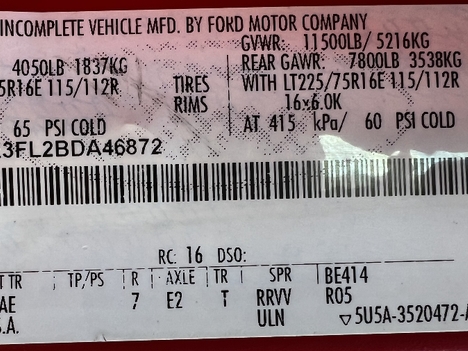 INCOMPLETE VEHICLE MFD. BY FORD MOTOR COMPANY
GVWR: 11500LB/ 5216KG
4050LB 1837KG REAR GAWR: 7800LB 3538KG
75R16E 115/112R TIRES WITH LT225/75R16E 115/112R
RIMS 16x6.0K
65 PSI COLD AT 415 kPa/ 60 PSI COLD
3FL2BDA46872
RC: 16 DSO:
T TR TP/PS R AXLE TR SPR BE414
AE 7 E2 T RRVV R05
S.A. ULN ▽5U5A-3520472-A